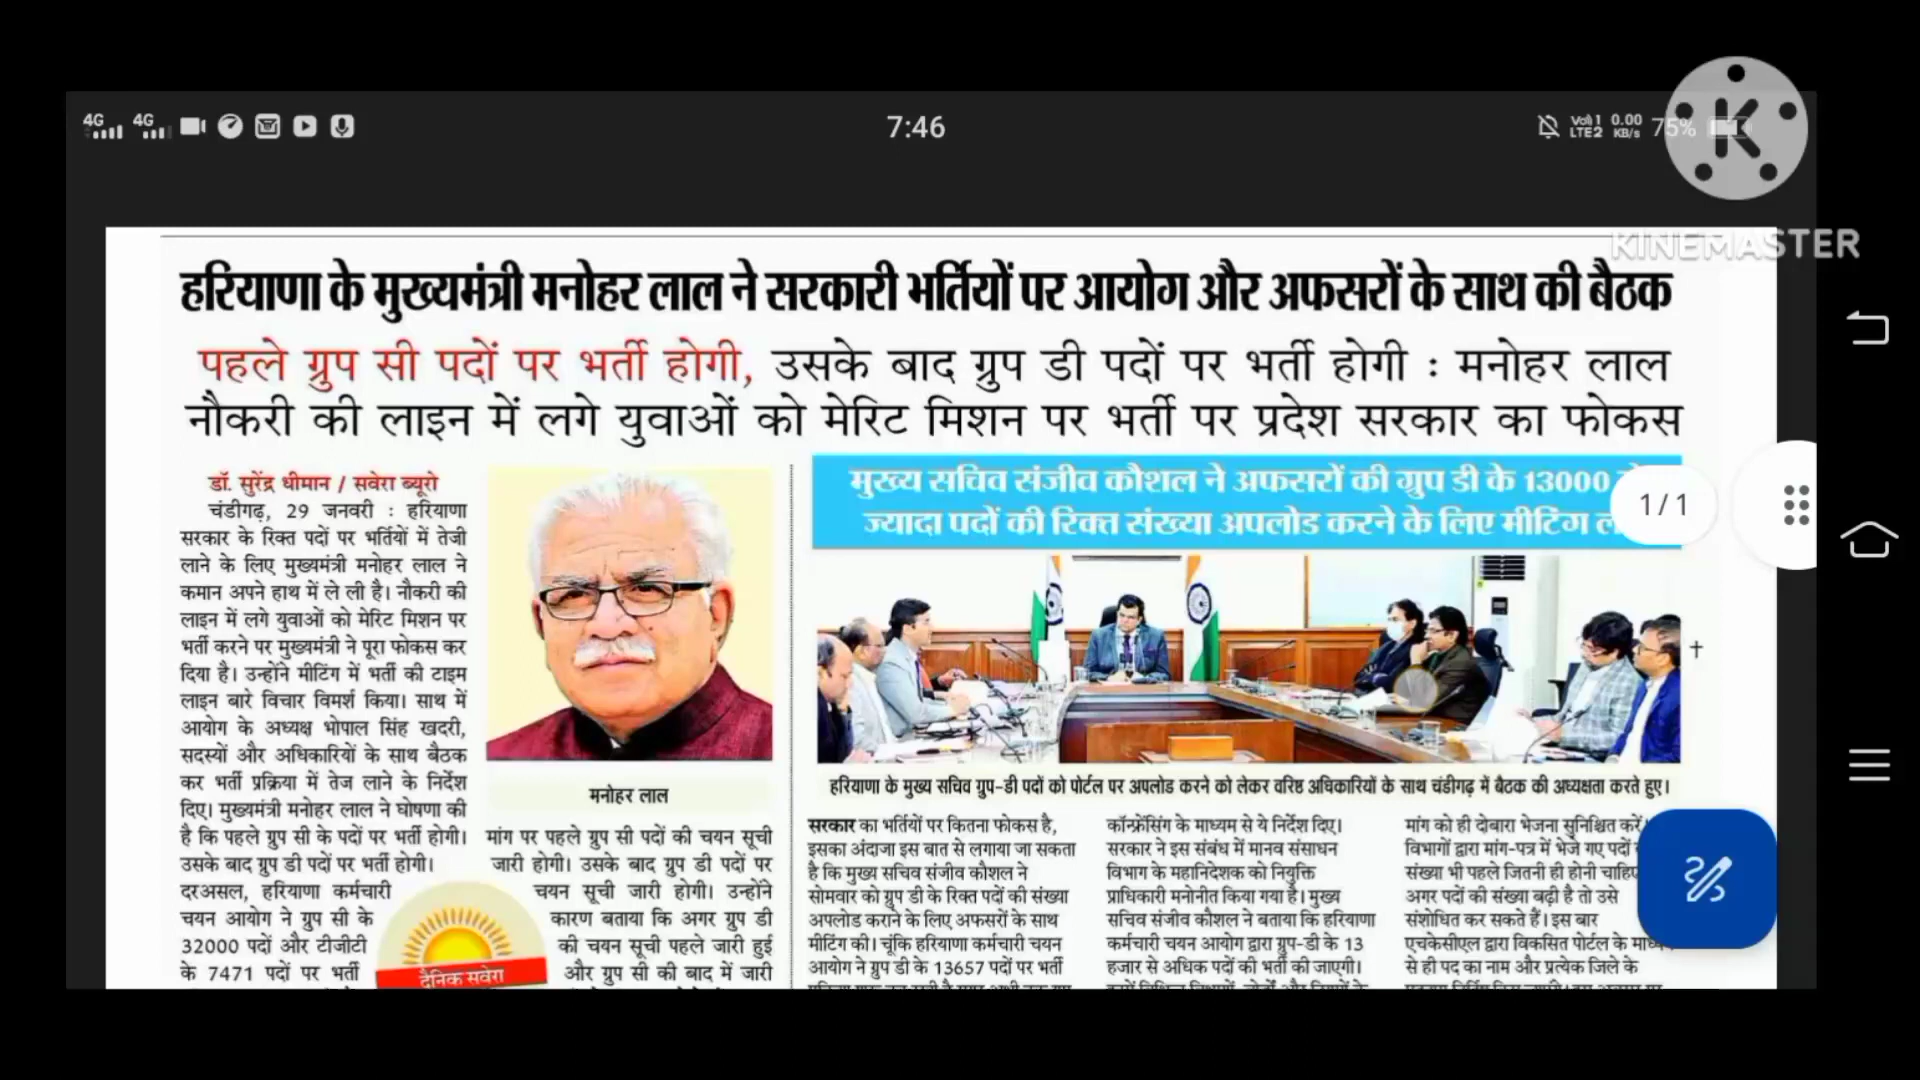 4G 4G 7:46 Vo)) 1 LTE2 0.00 KB/s 75%
KINEMASTER
हरियाणा के मुख्यमंत्री मनोहर लाल ने सरकारी भर्तियों पर आयोग और अफसरों के साथ की बैठक
पहले ग्रुप सी पदों पर भर्ती होगी, उसके बाद ग्रुप डी पदों पर भर्ती होगी : मनोहर लाल
नौकरी की लाइन में लगे युवाओं को मेरिट मिशन पर भर्ती पर प्रदेश सरकार का फोकस
डॉ. सुरेंद्र धीमान / सवेरा ब्यूरो
चंडीगढ़, 29 जनवरी : हरियाणा
सरकार के रिक्त पदों पर भर्तियों में तेजी
लाने के लिए मुख्यमंत्री मनोहर लाल ने
कमान अपने हाथ में ले ली है। नौकरी की
लाइन में लगे युवाओं को मेरिट मिशन पर
भर्ती करने पर मुख्यमंत्री ने पूरा फोकस कर
दिया है। उन्होंने मीटिंग में भर्ती की टाइम
लाइन बारे विचार विमर्श किया। साथ में
आयोग के अध्यक्ष भोपाल सिंह खदरी,
सदस्यों और अधिकारियों के साथ बैठक
कर भर्ती प्रक्रिया में तेज लाने के निर्देश
दिए। मुख्यमंत्री मनोहर लाल ने घोषणा की
है कि पहले ग्रुप सी के पदों पर भर्ती होगी।
उसके बाद ग्रुप डी पदों पर भर्ती होगी।
दरअसल, हरियाणा कर्मचारी
चयन आयोग ने ग्रुप सी के
32000 पदों और टीजीटी
के 7471 पदों पर भर्ती
मनोहर लाल
मांग पर पहले ग्रुप सी पदों की चयन सूची
जारी होगी। उसके बाद ग्रुप डी पदों पर
चयन सूची जारी होगी। उन्होंने
कारण बताया कि अगर ग्रुप डी
की चयन सूची पहले जारी हुई
और ग्रुप सी की बाद में जारी
दैनिक सवेरा
मुख्य सचिव संजीव कौशल ने अफसरों की ग्रुप डी के 13000
ज्यादा पदों की रिक्त संख्या अपलोड करने के लिए मीटिंग
1/1
हरियाणा के मुख्य सचिव ग्रुप-डी पदों को पोर्टल पर अपलोड करने को लेकर वरिष्ठ अधिकारियों के साथ चंडीगढ़ में बैठक की अध्यक्षता करते हुए।
सरकार का भर्तियों पर कितना फोकस है,
इसका अंदाजा इस बात से लगाया जा सकता
है कि मुख्य सचिव संजीव कौशल ने
सोमवार को ग्रुप डी के रिक्त पदों की संख्या
अपलोड कराने के लिए अफसरों के साथ
मीटिंग की। चूंकि हरियाणा कर्मचारी चयन
आयोग ने ग्रुप डी के 13657 पदों पर भर्ती
कॉन्फ्रेंसिंग के माध्यम से ये निर्देश दिए।
सरकार ने इस संबंध में मानव संसाधन
विभाग के महानिदेशक को नियुक्ति
प्राधिकारी मनोनीत किया गया है। मुख्य
सचिव संजीव कौशल ने बताया कि हरियाणा
कर्मचारी चयन आयोग द्वारा ग्रुप-डी के 13
हजार से अधिक पदों की भर्ती की जाएगी।
मांग को ही दोबारा भेजना सुनिश्चित करें।
विभागों द्वारा मांग-पत्र में भेजे गए पदों
संख्या भी पहले जितनी ही होनी चाहिए
अगर पदों की संख्या बढ़ी है तो उसे
संशोधित कर सकते हैं। इस बार
एचकेसीएल द्वारा विकसित पोर्टल के माध्यम
से ही पद का नाम और प्रत्येक जिले के